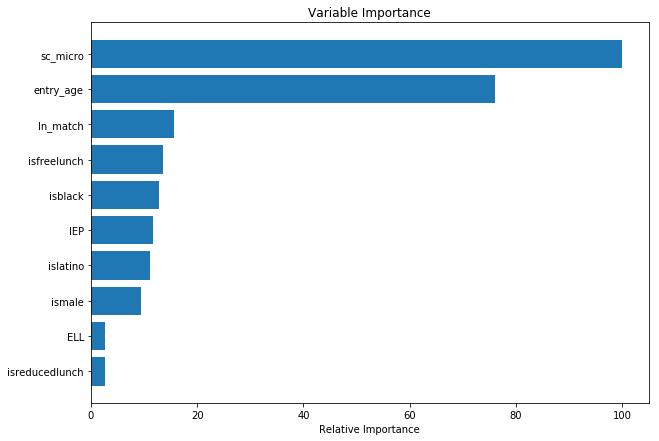 Variable Importance
sc_micro
entry_age
ln_match
isfreelunch
isblack
IEP
islatino
ismale
ELL
isreducedlunch
0 20 40 60 80 100
Relative Importance